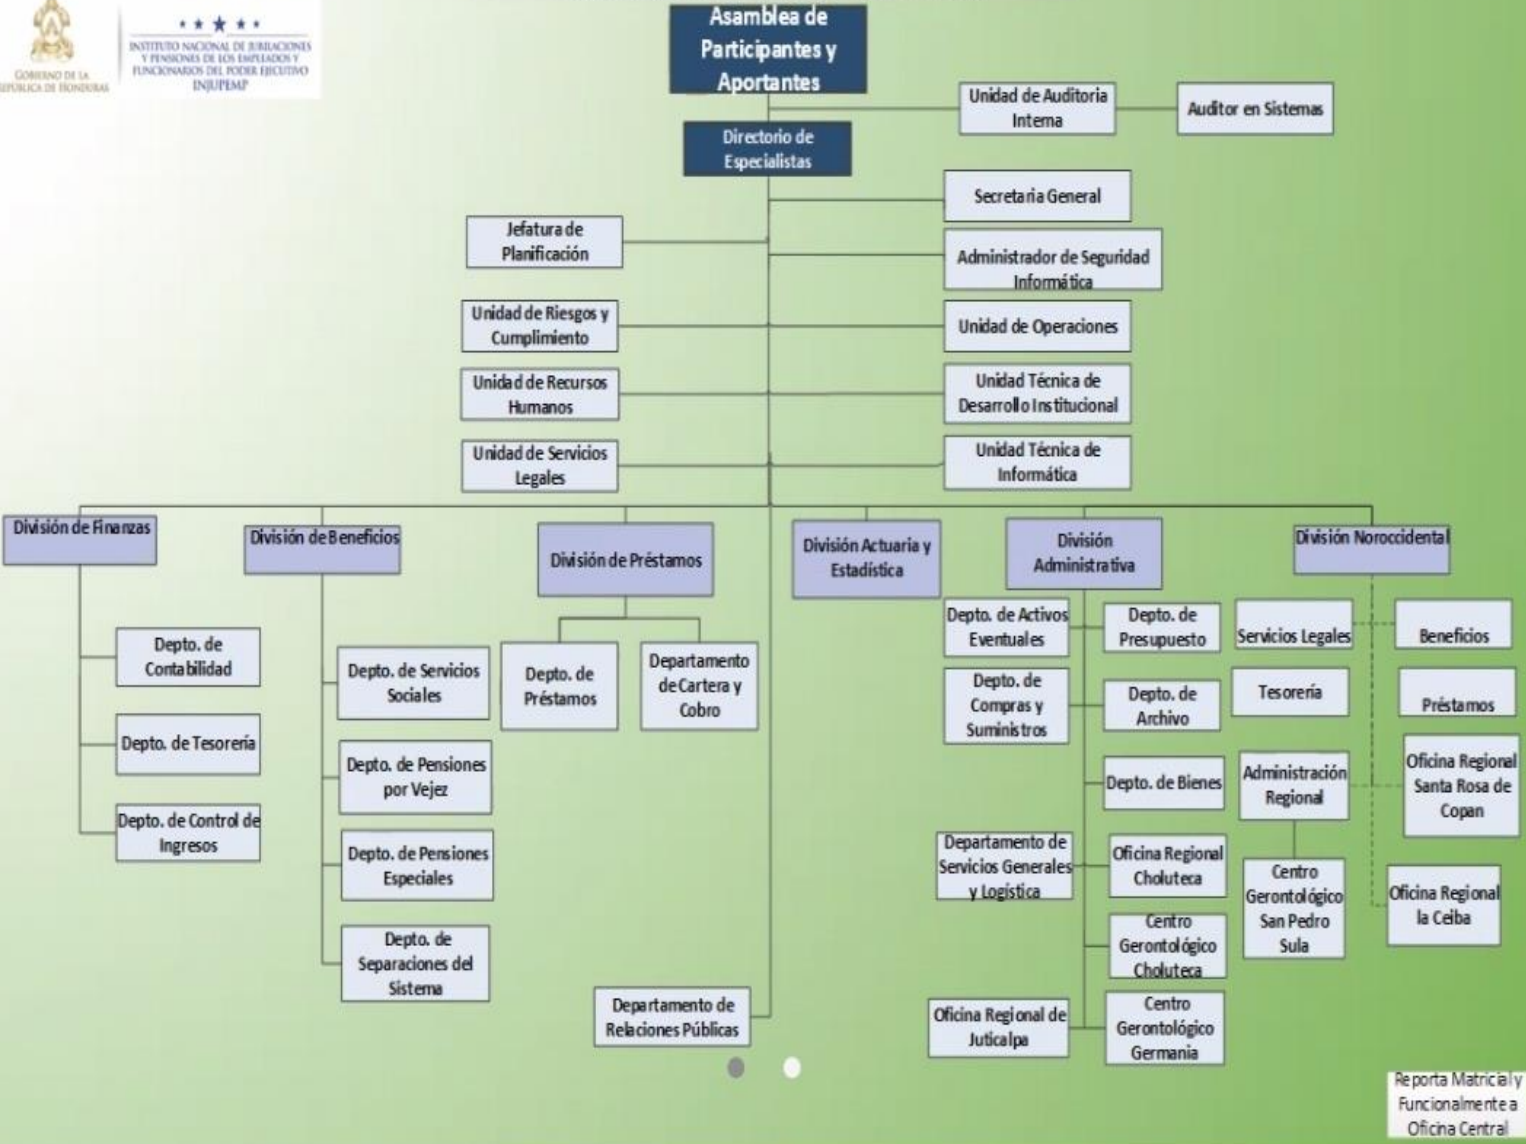 GOBIERNO DE LA
REPÚBLICA DE HONDURAS
INSTITUTO NACIONAL DE JUBILACIONES
Y PENSIONES DE LOS EMPLEADOS Y
FUNCIONARIOS DEL PODER EJECUTIVO
INJUPEMP
Asamblea de
Participantes y
Aportantes
Unidad de Auditoria
Interna
Auditor en Sistemas
Directorio de
Especialistas
Secretaria General
Jefatura de
Planificación
Administrador de Seguridad
Informática
Unidad de Riesgos y
Cumplimiento
Unidad de Operaciones
Unidad de Recursos
Humanos
Unidad Técnica de
Desarrollo Institucional
Unidad de Servicios
Legales
Unidad Técnica de
Informática
División de Finanzas
División de Beneficios
División de Préstamos
División Actuaria y
Estadística
División
Administrativa
División Noroccidental
Depto. de
Contabilidad
Depto. de Tesorería
Depto. de Control de
Ingresos
Depto. de Servicios
Sociales
Depto. de Pensiones
por Vejez
Depto. de Pensiones
Especiales
Depto. de
Separaciones del
Sistema
Depto. de
Préstamos
Departamento
de Cartera y
Cobro
Departamento de
Relaciones Públicas
Depto. de Activos
Eventuales
Depto. de
Presupuesto
Depto. de
Compras y
Suministros
Depto. de
Archivo
Depto. de Bienes
Departamento de
Servicios Generales
y Logística
Oficina Regional
Choluteca
Centro
Gerontológico
Choluteca
Oficina Regional de
Juticalpa
Centro
Gerontológico
Germania
Servicios Legales
Beneficios
Tesorería
Préstamos
Administración
Regional
Oficina Regional
Santa Rosa de
Copan
Centro
Gerontológico
San Pedro
Sula
Oficina Regional
la Ceiba
Reporta Matricial y
Funcionalmente a
Oficina Central